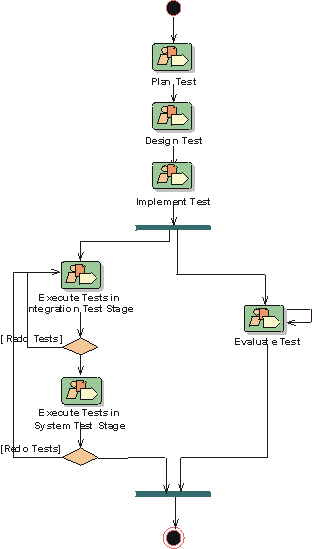 Plan Test
Design Test
Implement Test
Execute Tests in
ntegration Test Stage
[Redo Tests]
Evaluate Test
Execute Tests in
System Test Stage
[Redo Tests]